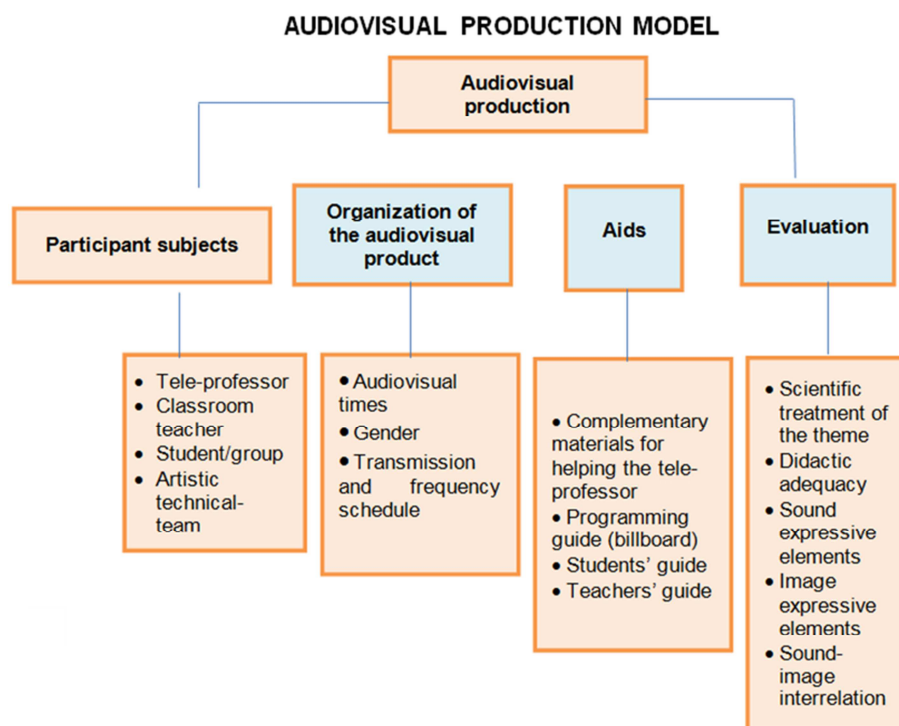 AUDIOVISUAL PRODUCTION MODEL
Audiovisual
production
Participant subjects
Organization of
the audiovisual
product
Aids
Evaluation
• Tele-professor
• Classroom
teacher
• Student/group
• Artistic
technical-
team
• Audiovisual
times
• Gender
• Transmission
and frequency
schedule
• Complementary
materials for
helping the tele-
professor
• Programming
guide (billboard)
• Students’ guide
• Teachers’ guide
• Scientific
treatment of
the theme
• Didactic
adequacy
• Sound
expressive
elements
• Image
expressive
elements
• Sound-
image
interrelation